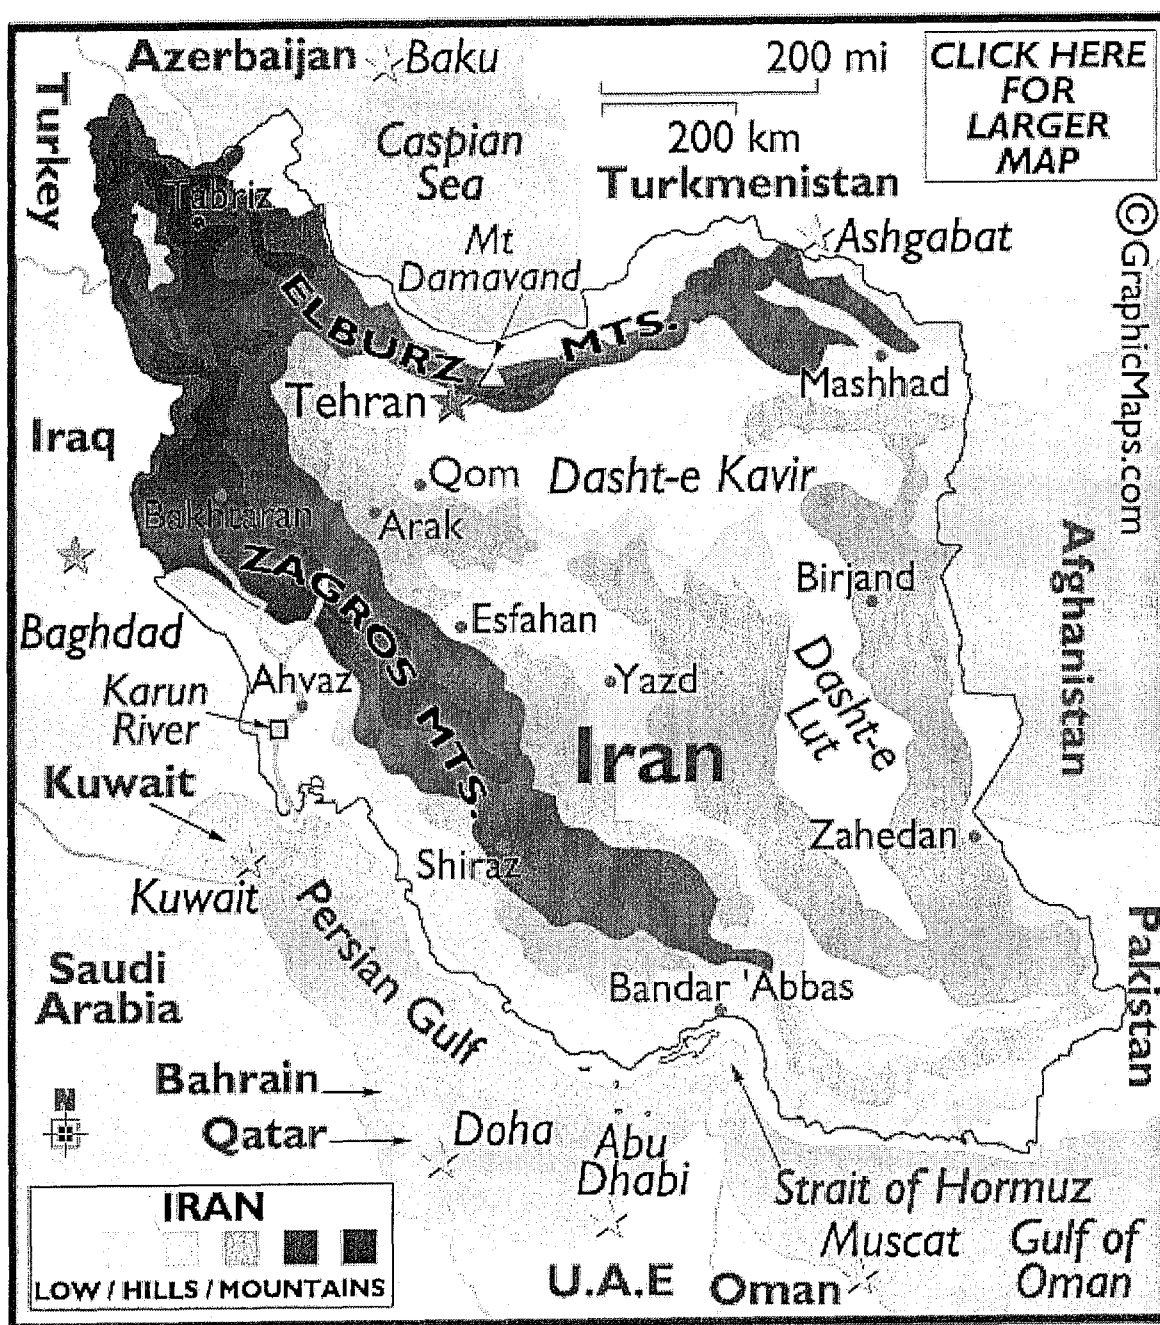 Azerbaijan
Baku
200 mi
200 km
CLICK HERE
FOR
LARGER
MAP
Turkey
Caspian
Sea
Turkmenistan
©GraphicMaps.com
Tabriz
Mt
Damavand
Ashgabat
ELBURZ MTS.
Mashhad
Tehran
Iraq
Qom
Dasht-e Kavir
Arak
Bakhtaran
ZAGROS MTS.
Afghanistan
Birjand
Baghdad
Esfahan
Ahvaz
Yazd
Dasht-e
Lut
Karun
River
Iran
Kuwait
Zahedan
Shiraz
Kuwait
Persian Gulf
Pakistan
Saudi
Arabia
Bandar 'Abbas
Bahrain
N
Qatar
Doha
Abu
Dhabi
Strait of Hormuz
IRAN
LOW / HILLS / MOUNTAINS
Muscat
Gulf of
Oman
U.A.E
Oman